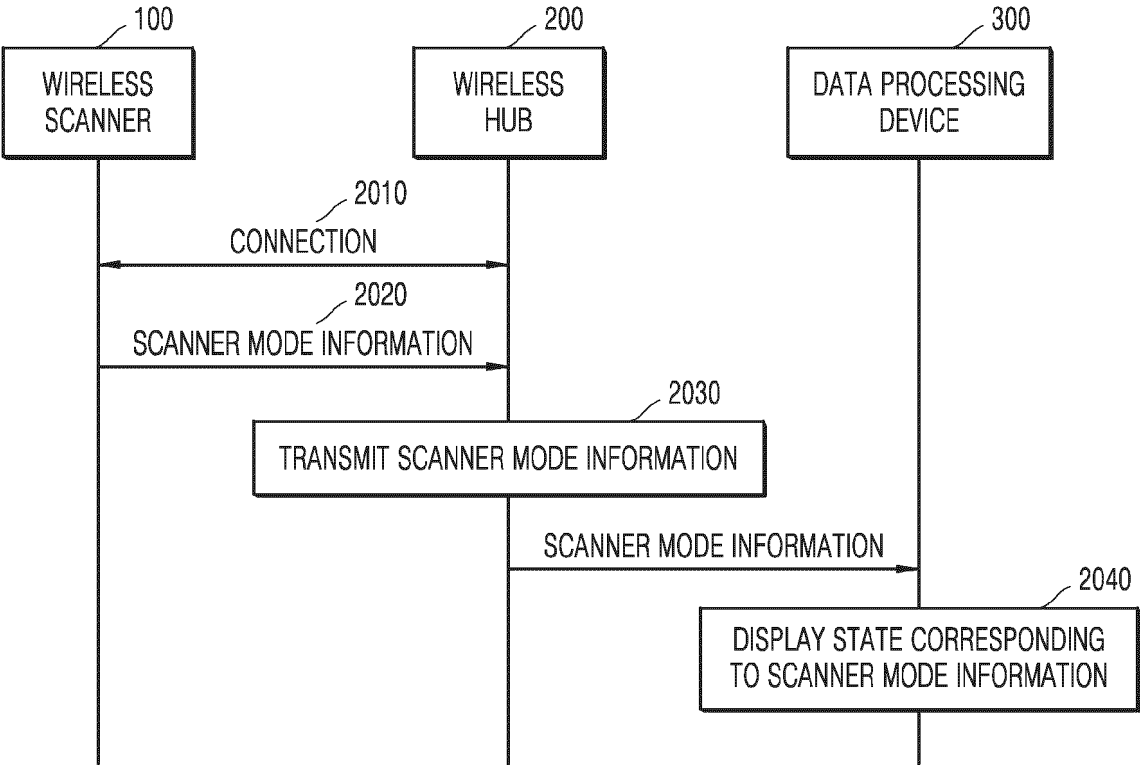 100
200
300
WIRELESS
SCANNER
WIRELESS
HUB
DATA PROCESSING
DEVICE
2010
CONNECTION
2020
SCANNER MODE INFORMATION
2030
TRANSMIT SCANNER MODE INFORMATION
SCANNER MODE INFORMATION
2040
DISPLAY STATE CORRESPONDING
TO SCANNER MODE INFORMATION